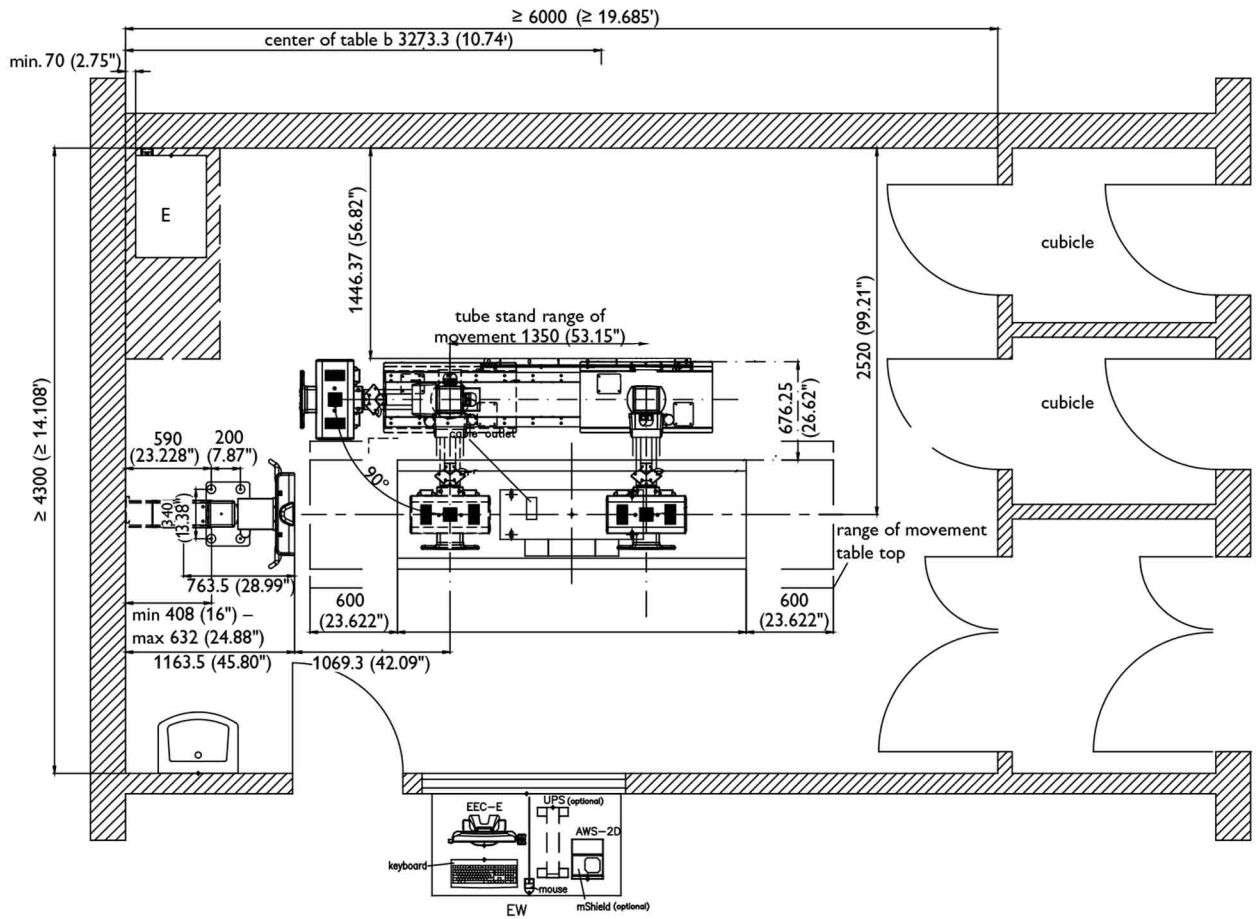 ≥ 6000 (≥ 19.685')
center of table b 3273.3 (10.74')
min. 70 (2.75")
≥ 4300 (≥ 14.108')
E
1446.37 (56.82")
2520 (99.21")
cubicle
tube stand range of
movement 1350 (53.15")
676.25
(26.62")
cubicle
cable outlet
90°
590
(23.228")
200
(7.87")
340
13.38"
range of movement
table top
763.5 (28.99")
min 408 (16") –
max 632 (24.88")
1163.5 (45.80")
1069.3 (42.09")
600
(23.622")
600
(23.622")
EEC-E
UPS (optional)
AWS-2D
keyboard
mouse
mShield (optional)
EW